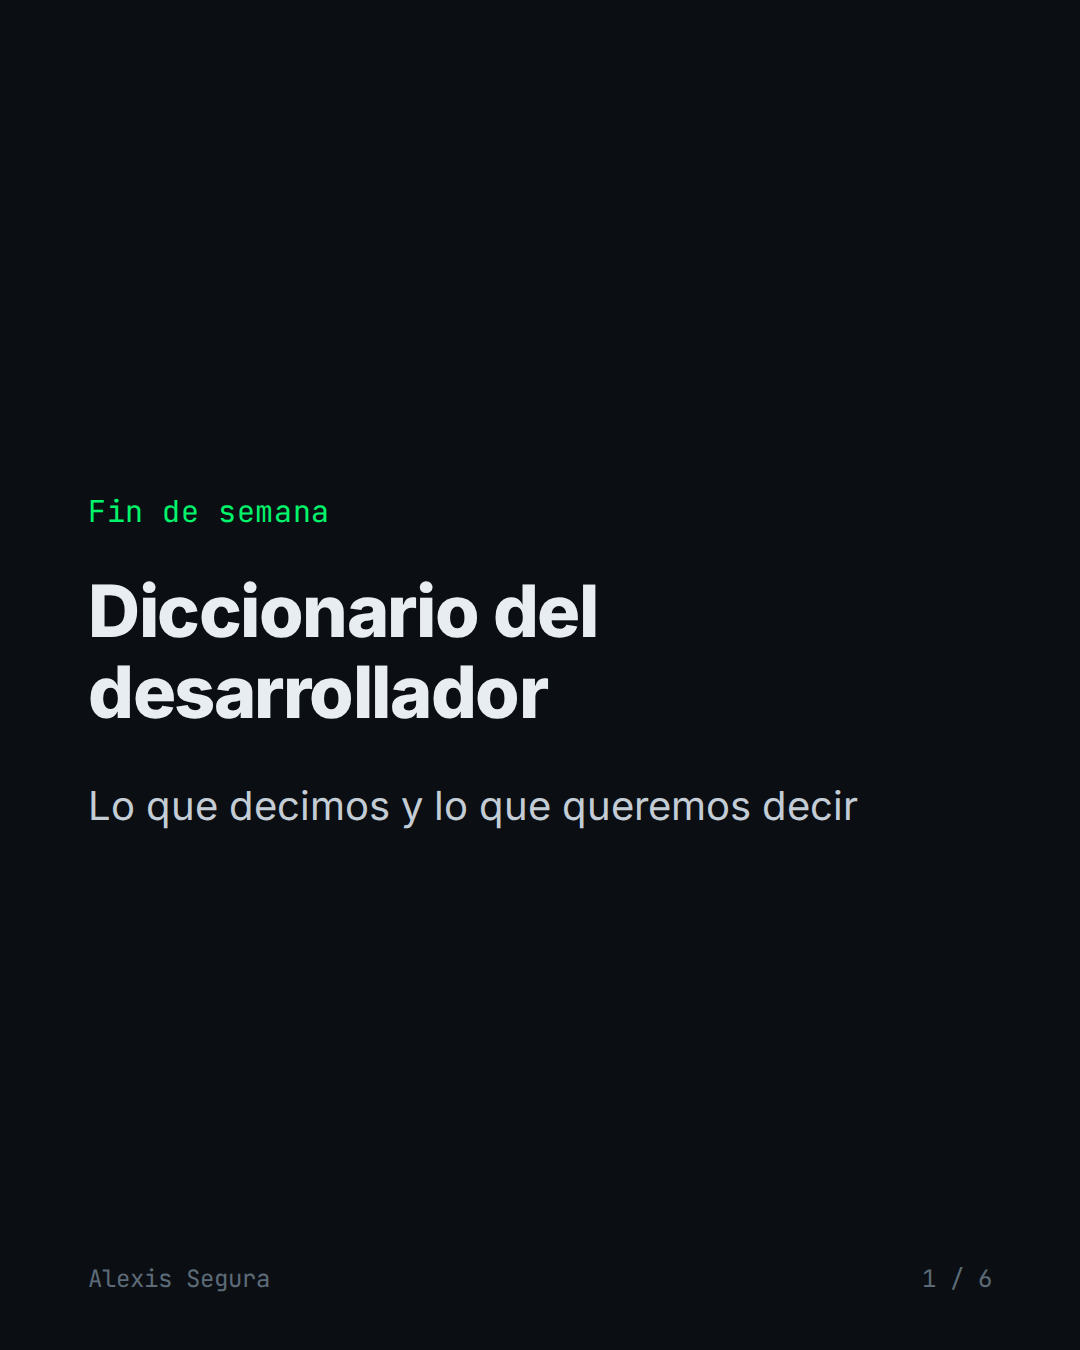 Fin de semana
Diccionario del
desarrollador
Lo que decimos y lo que queremos decir
Alexis Segura
1 / 6